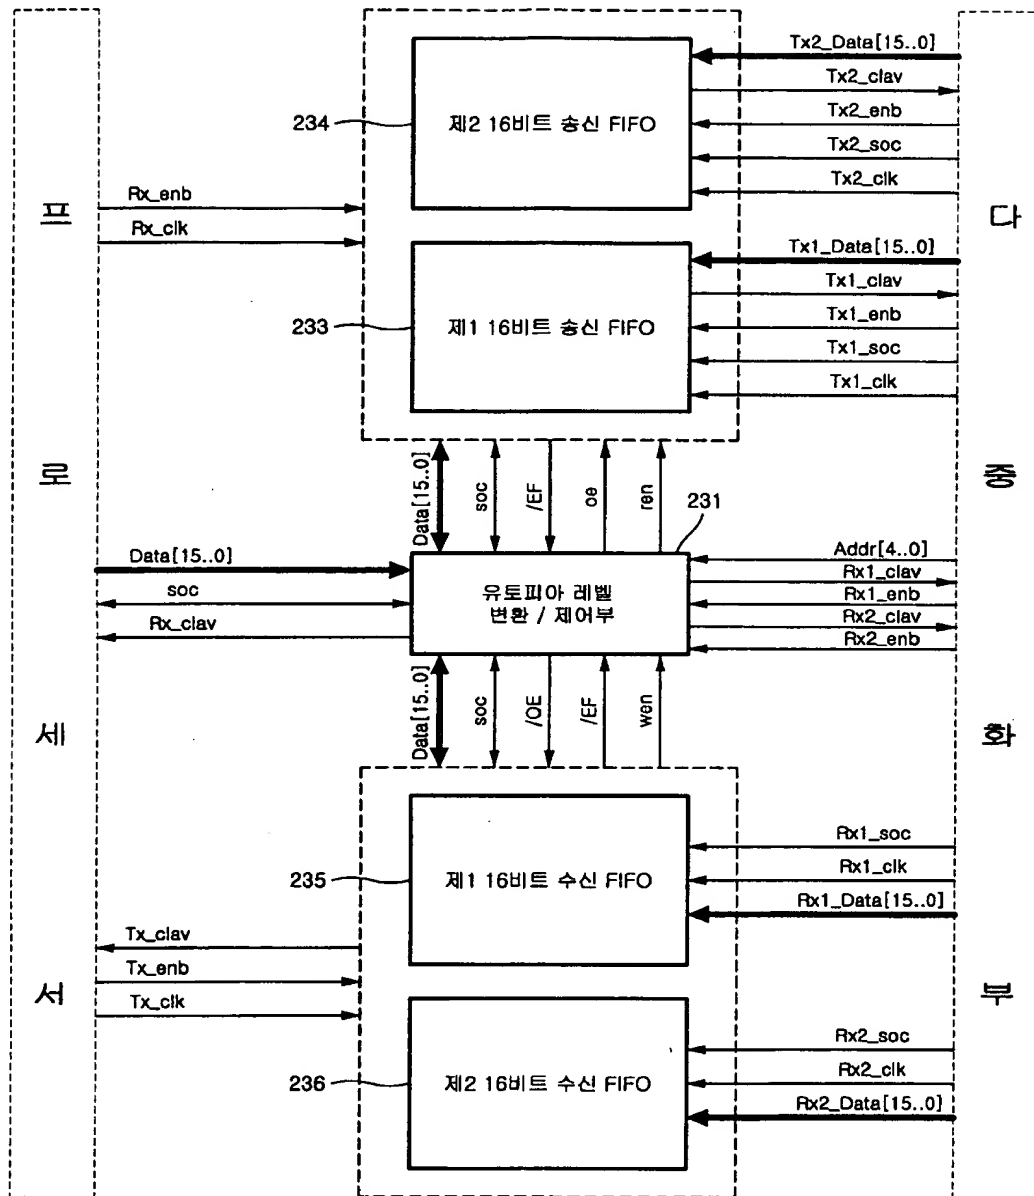 프
로
세
서
Rx_enb
Rx_clk
Data[15..0]
soc
Rx_clav
Tx_clav
Tx_enb
Tx_clk
234
제2 16비트 송신 FIFO
233
제1 16비트 송신 FIFO
Data[15..0]
soc
/EF
oe
ren
231
유토피아 레벨
변환 / 제어부
Data[15..0]
soc
/OE
/EF
wen
235
제1 16비트 수신 FIFO
236
제2 16비트 수신 FIFO
Tx2_Data[15..0]
Tx2_clav
Tx2_enb
Tx2_soc
Tx2_clk
Tx1_Data[15..0]
Tx1_clav
Tx1_enb
Tx1_soc
Tx1_clk
Addr[4..0]
Rx1_clav
Rx1_enb
Rx2_clav
Rx2_enb
Rx1_soc
Rx1_clk
Rx1_Data[15..0]
Rx2_soc
Rx2_clk
Rx2_Data[15..0]
다
중
화
부